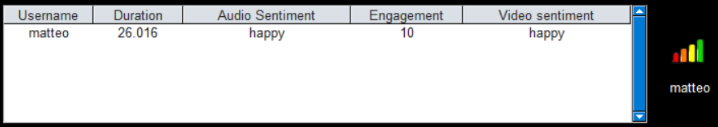 Username Duration Audio Sentiment Engagement Video sentiment
matteo 26.016 happy 10 happy
matteo